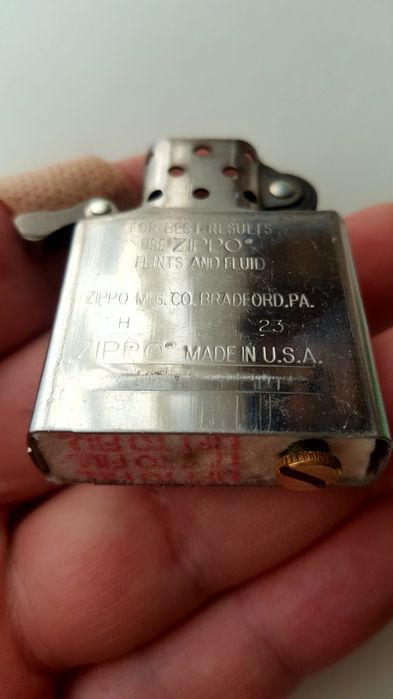 FOR BEST RESULTS
USE ZIPPO®
FLINTS AND FLUID
ZIPPO MFG. CO. BRADFORD, PA.
H 23
ZIPPO® MADE IN U.S.A.